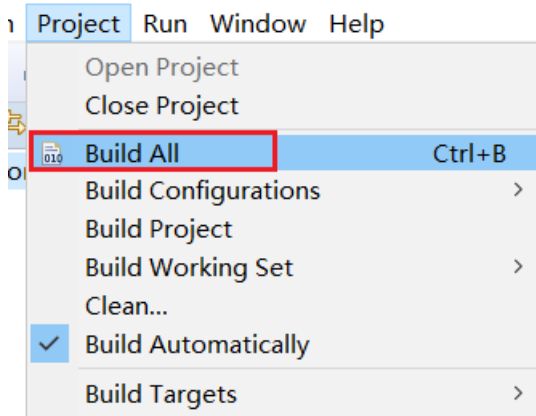 Project Run Window Help
Open Project
Close Project
010 Build All Ctrl+B
Build Configurations
Build Project
Build Working Set
Clean...
Build Automatically
Build Targets